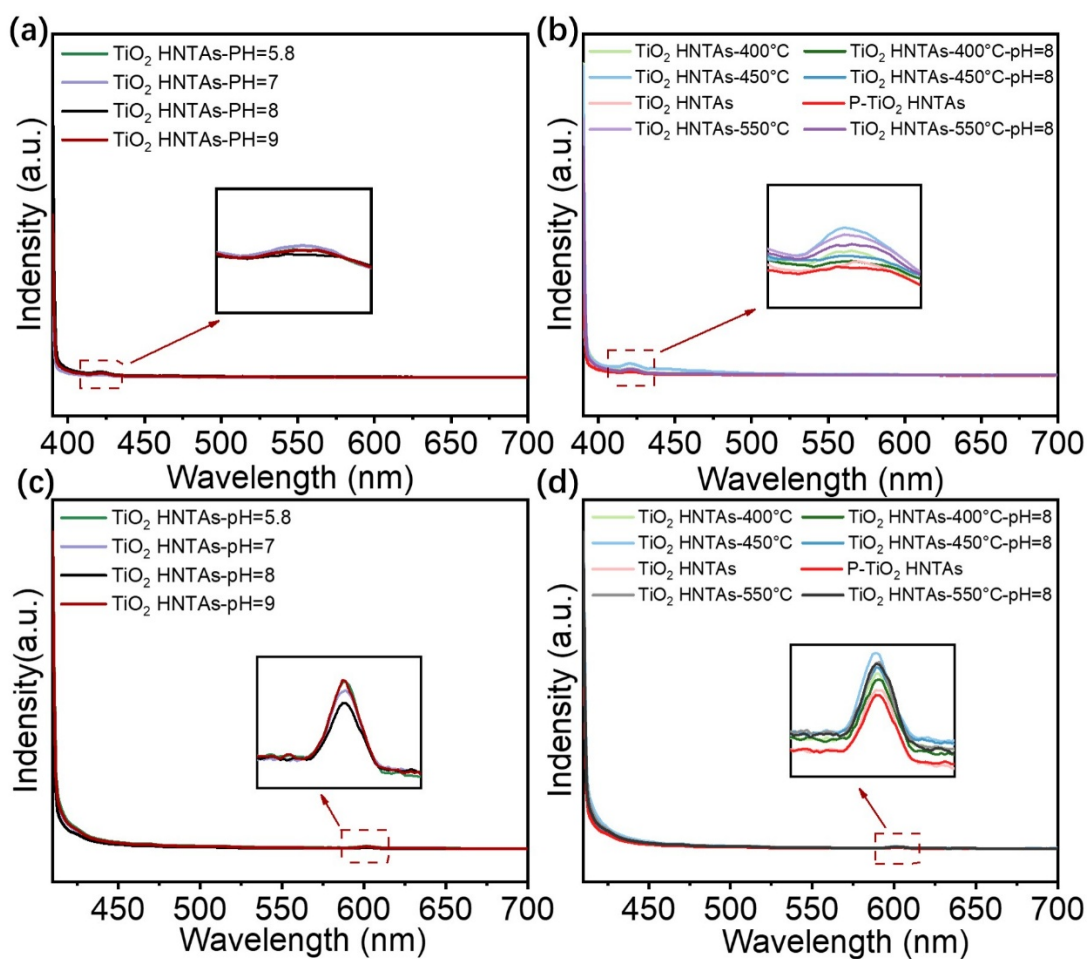 (a)
TiO2 HNTAs-PH=5.8
TiO2 HNTAs-PH=7
TiO2 HNTAs-PH=8
TiO2 HNTAs-PH=9
Indensity (a.u.)
400 450 500 550 600 650 700
Wavelength (nm)
(b)
TiO2 HNTAs-400°C TiO2 HNTAs-400°C-pH=8
TiO2 HNTAs-450°C TiO2 HNTAs-450°C-pH=8
TiO2 HNTAs P-TiO2 HNTAs
TiO2 HNTAs-550°C TiO2 HNTAs-550°C-pH=8
Indensity (a.u.)
400 450 500 550 600 650 700
Wavelength (nm)
(c)
TiO2 HNTAs-pH=5.8
TiO2 HNTAs-pH=7
TiO2 HNTAs-pH=8
TiO2 HNTAs-pH=9
Indensity(a.u.)
450 500 550 600 650 700
Wavelength (nm)
(d)
TiO2 HNTAs-400°C TiO2 HNTAs-400°C-pH=8
TiO2 HNTAs-450°C TiO2 HNTAs-450°C-pH=8
TiO2 HNTAs P-TiO2 HNTAs
TiO2 HNTAs-550°C TiO2 HNTAs-550°C-pH=8
Indensity (a.u.)
450 500 550 600 650 700
Wavelength (nm)